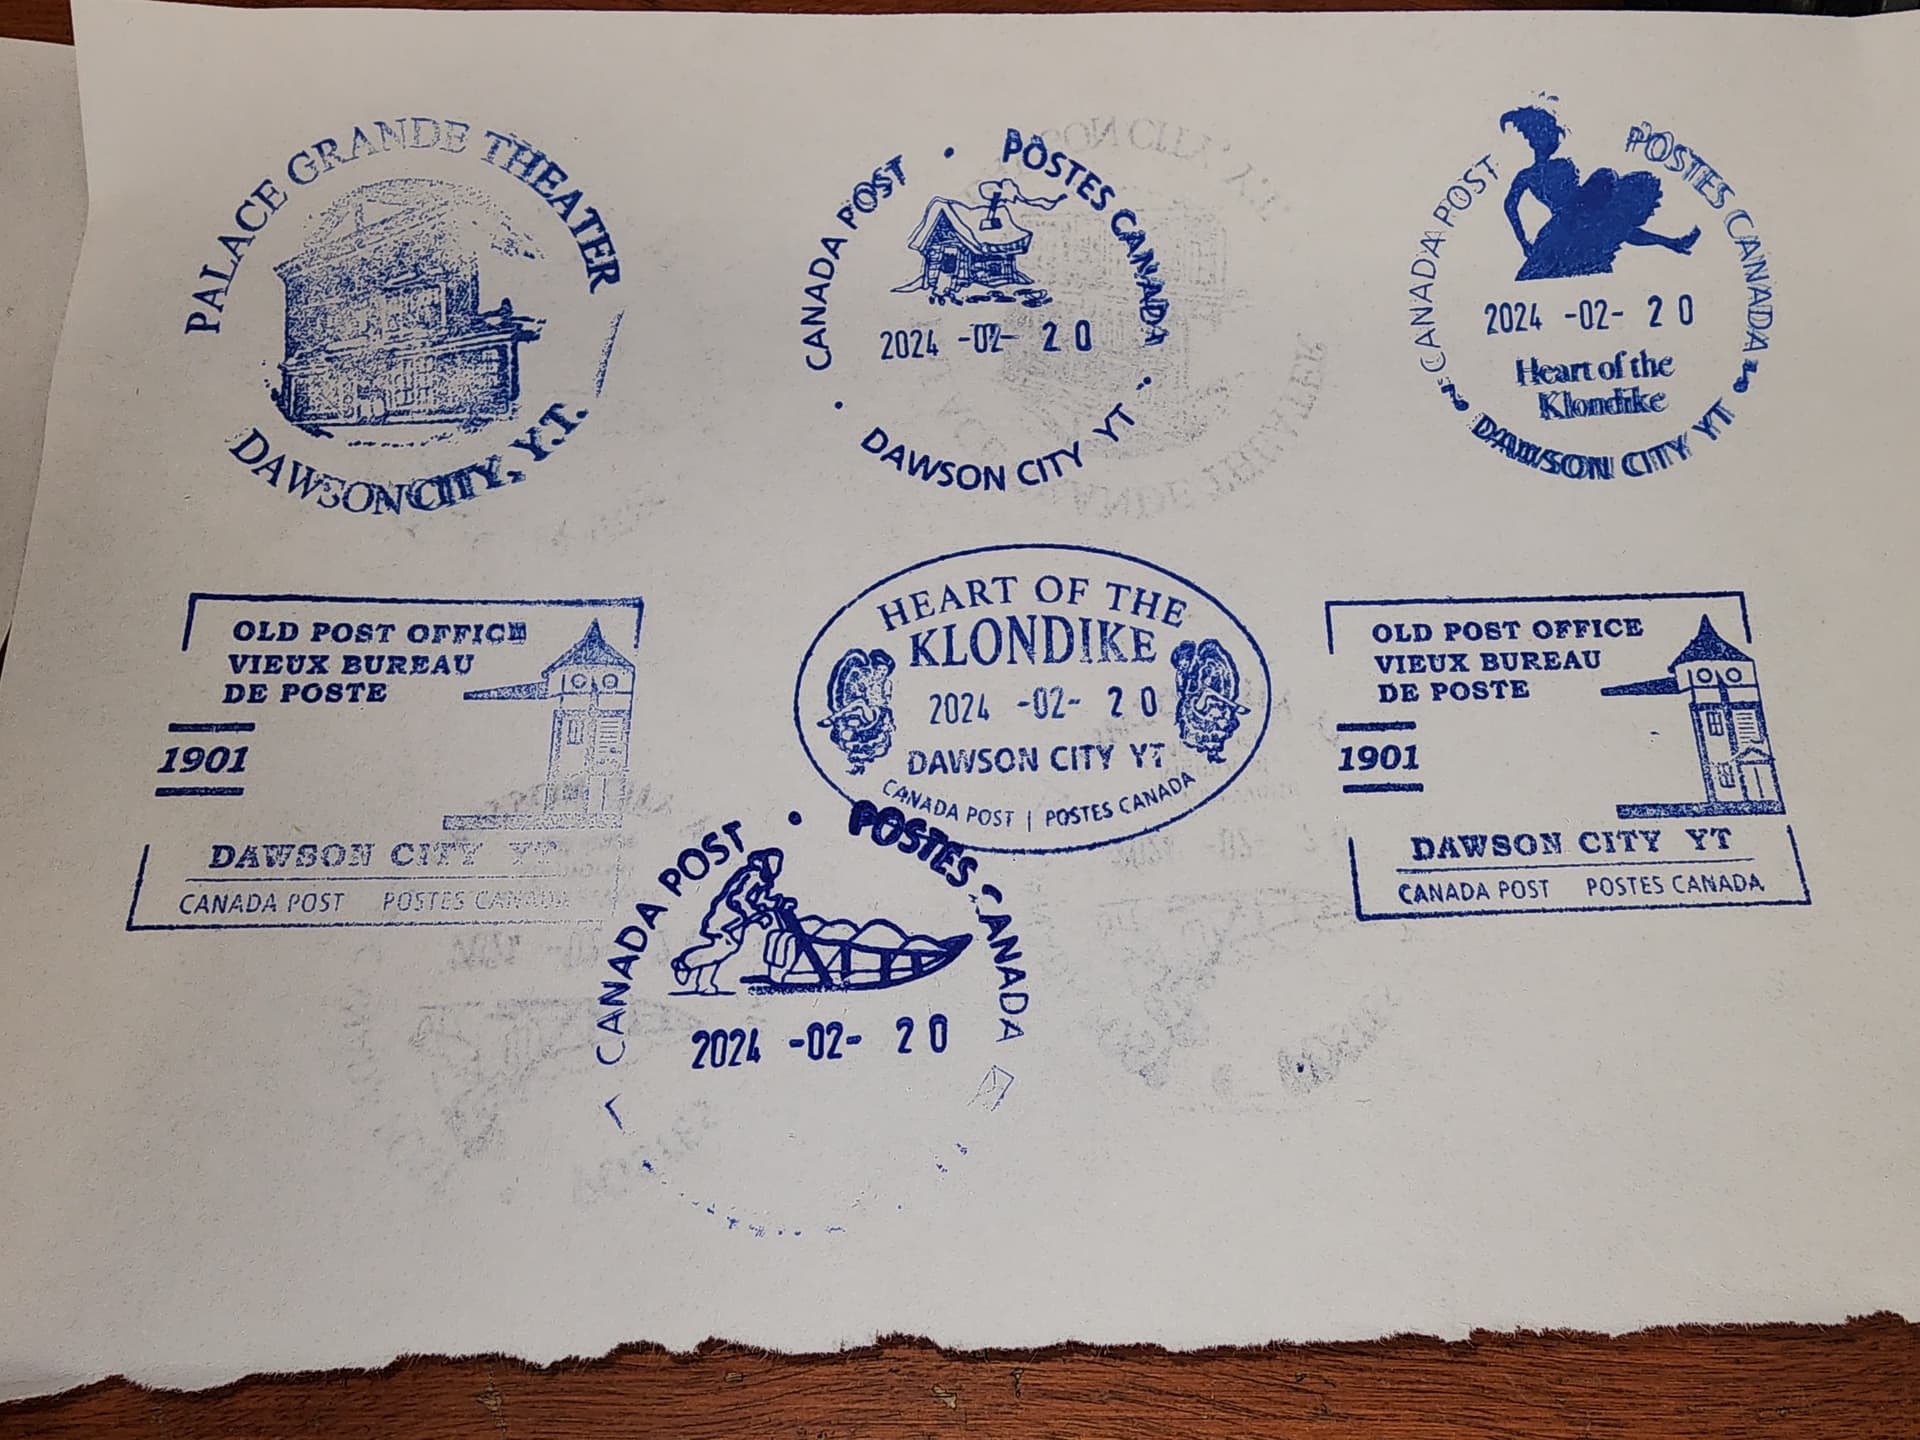 PALACE GRANDE THEATER
DAWSON CITY, Y.T.
CANADA POST • POSTES CANADA
2024 -02- 20
DAWSON CITY YT
CANADA POST POSTES CANADA
2024 -02- 20
Heart of the
Klondike
DAWSON CITY YT
OLD POST OFFICE
VIEUX BUREAU
DE POSTE
1901
DAWSON CITY YT
CANADA POST POSTES CANADA
HEART OF THE
KLONDIKE
2024 -02- 20
DAWSON CITY YT
CANADA POST | POSTES CANADA
OLD POST OFFICE
VIEUX BUREAU
DE POSTE
1901
DAWSON CITY YT
CANADA POST POSTES CANADA
CANADA POST • POSTES CANADA
2024 -02- 20